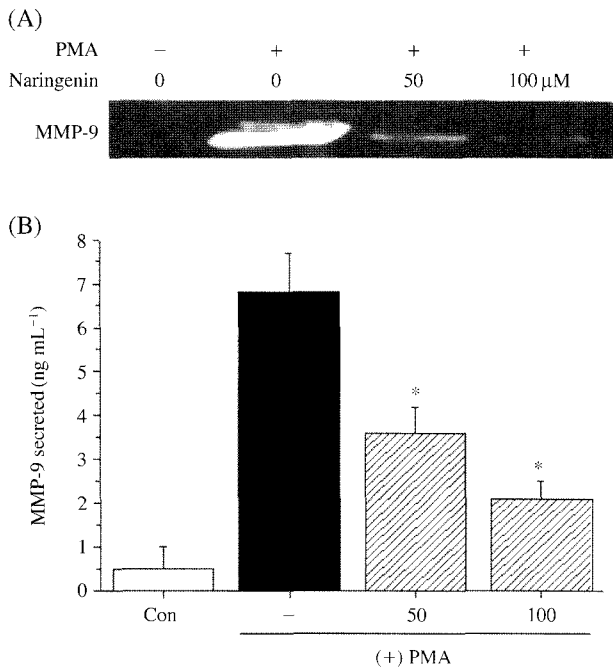 (A)
PMA − + + +
Naringenin 0 0 50 100 μM
MMP-9
(B)
MMP-9 secreted (ng mL⁻¹)
8
7
6
5
4
3
2
1
0
*
*
Con − 50 100
(+) PMA